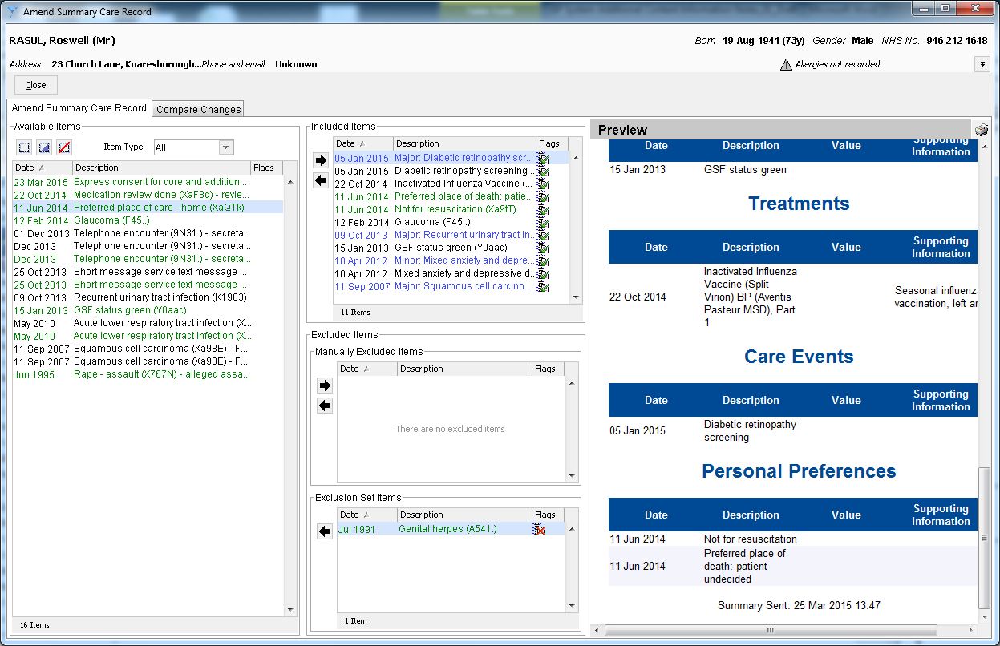 Amend Summary Care Record
RASUL, Roswell (Mr)
Born 19-Aug-1941 (73y) Gender Male NHS No. 946 212 1648
Address 23 Church Lane, Knaresborough... Phone and email Unknown
Allergies not recorded
Close
Amend Summary Care Record
Compare Changes
Available Items
Item Type All
Date Description Flags
23 Mar 2015 Express consent for core and addition...
22 Oct 2014 Medication review done (XaF8d) - revie...
11 Jun 2014 Preferred place of care - home (XaQTk)
12 Feb 2014 Glaucoma (F45..)
01 Dec 2013 Telephone encounter (9N31.) - secreta...
Dec 2013 Telephone encounter (9N31.) - secreta...
Dec 2013 Telephone encounter (9N31.) - secreta...
25 Oct 2013 Short message service text message ...
25 Oct 2013 Short message service text message ...
09 Oct 2013 Recurrent urinary tract infection (K1903)
15 Jan 2013 GSF status green (Y0aac)
May 2010 Acute lower respiratory tract infection (X...
May 2010 Acute lower respiratory tract infection (X...
11 Sep 2007 Squamous cell carcinoma (Xa98E) - F...
11 Sep 2007 Squamous cell carcinoma (Xa98E) - F...
Jun 1995 Rape - assault (X767N) - alleged assa...
16 Items
Included Items
Date Description Flags
05 Jan 2015 Major: Diabetic retinopathy scr...
05 Jan 2015 Diabetic retinopathy screening ...
22 Oct 2014 Inactivated Influenza Vaccine (...
11 Jun 2014 Preferred place of death: patie...
11 Jun 2014 Not for resuscitation (Xa9tT)
12 Feb 2014 Glaucoma (F45..)
09 Oct 2013 Major: Recurrent urinary tract in...
15 Jan 2013 GSF status green (Y0aac)
10 Apr 2012 Minor: Mixed anxiety and depre...
10 Apr 2012 Mixed anxiety and depressive d...
11 Sep 2007 Major: Squamous cell carcino...
11 Items
Excluded Items
Manually Excluded Items
Date Description Flags
There are no excluded items
Exclusion Set Items
Date Description Flags
Jul 1991 Genital herpes (A541.)
1 Item
Preview
Date Description Value Supporting
Information
15 Jan 2013 GSF status green
Treatments
Date Description Value Supporting
Information
22 Oct 2014 Inactivated Influenza
Vaccine (Split
Virion) BP (Aventis
Pasteur MSD), Part
1
Seasonal influenz
vaccination, left ar
Care Events
Date Description Value Supporting
Information
05 Jan 2015 Diabetic retinopathy
screening
Personal Preferences
Date Description Value Supporting
Information
11 Jun 2014 Not for resuscitation
11 Jun 2014 Preferred place of
death: patient
undecided
Summary Sent: 25 Mar 2015 13:47